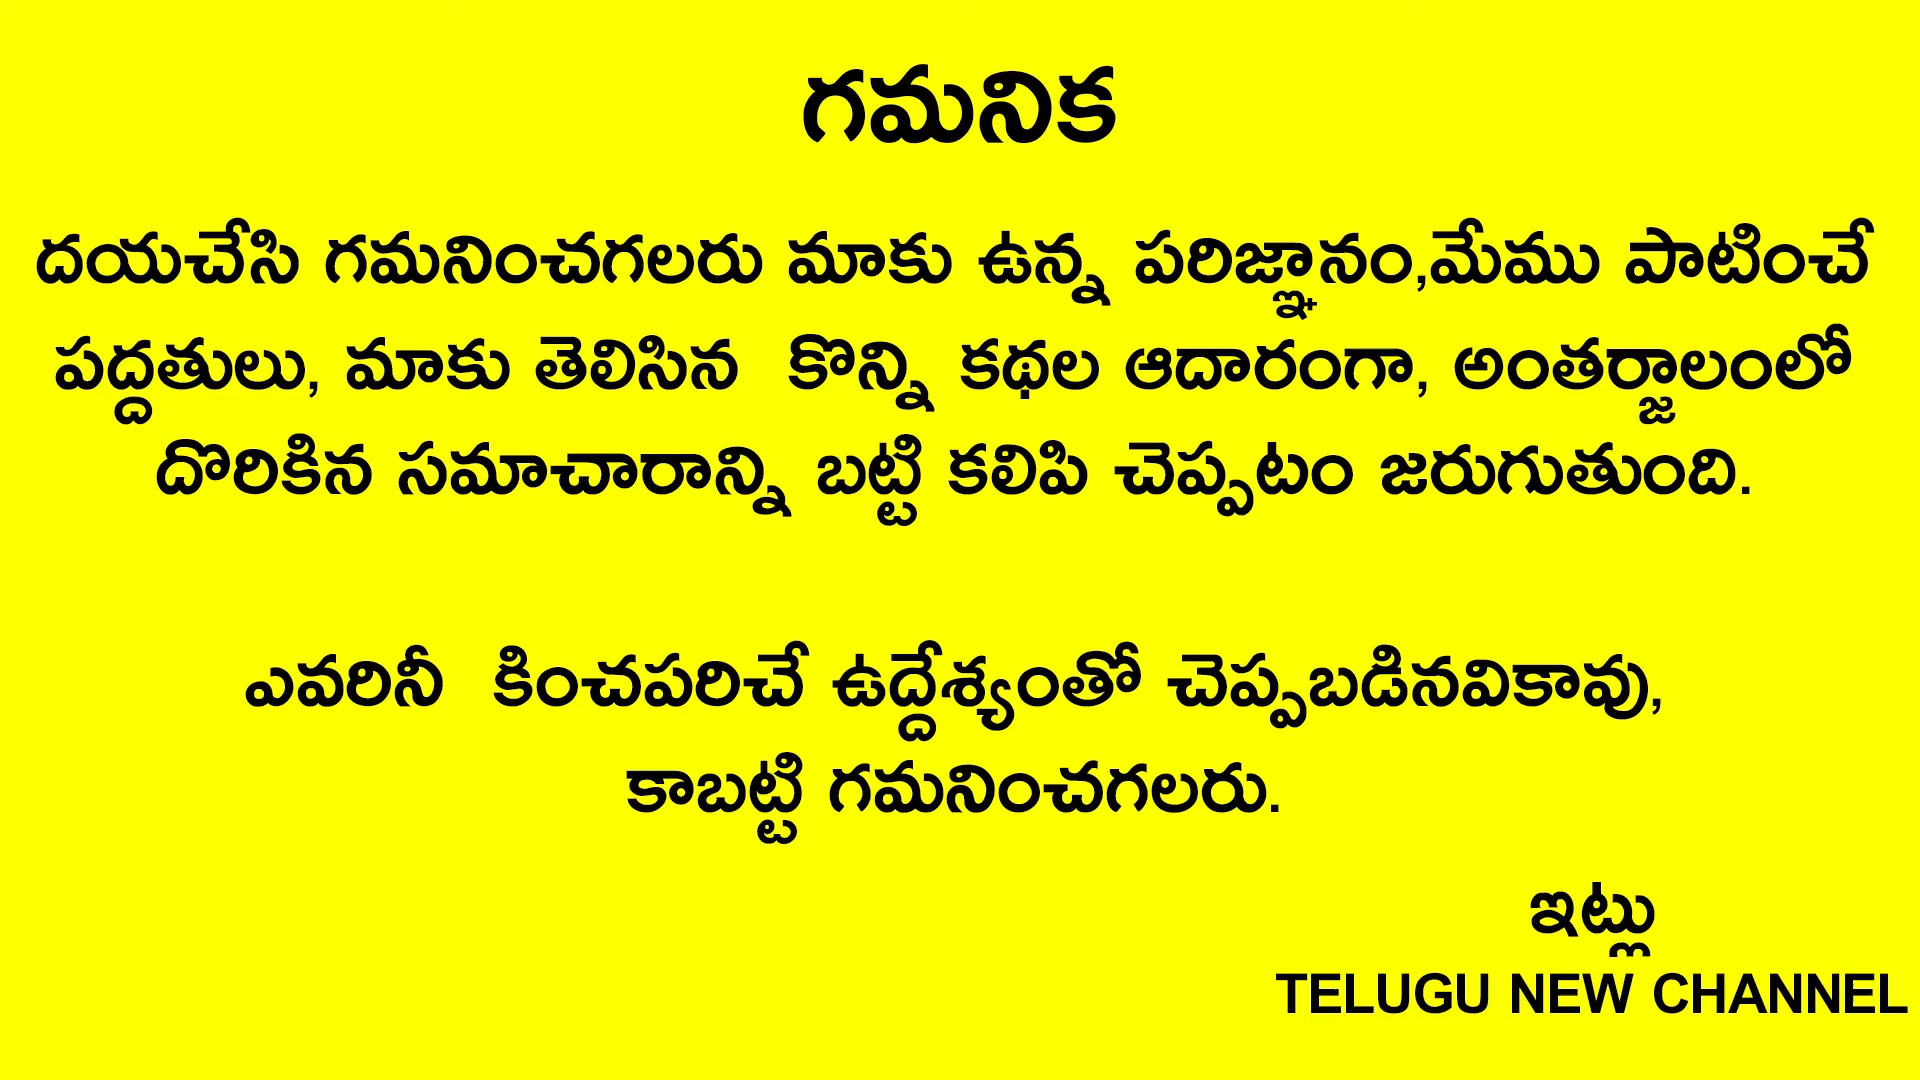 గమనిక
దయచేసి గమనించగలరు మాకు ఉన్న పరిజ్ఞానం,మేము పాటించే
పద్దతులు, మాకు తెలిసిన కొన్ని కథల ఆదారంగా, అంతర్జాలంలో
దొరికిన సమాచారాన్ని బట్టి కలిపి చెప్పటం జరుగుతుంది.
ఎవరినీ కించపరిచే ఉద్దేశ్యంతో చెప్పబడినవికావు,
కాబట్టి గమనించగలరు.
ఇట్లు
TELUGU NEW CHANNEL